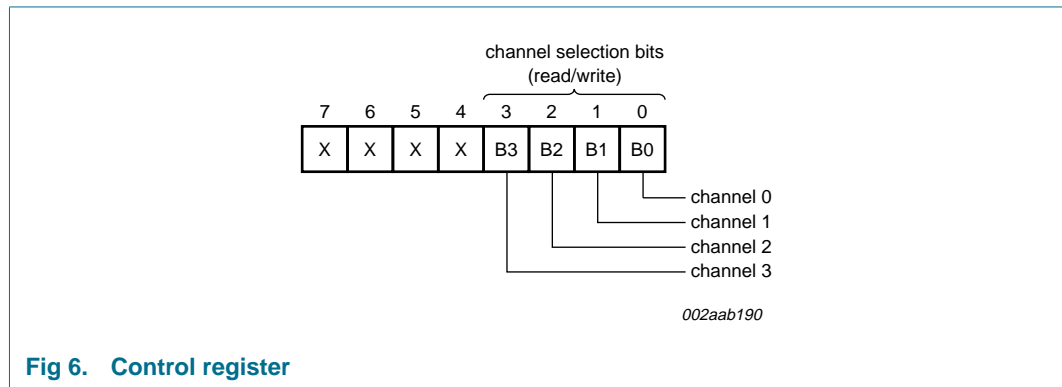 channel selection bits
(read/write)
7 6 5 4 3 2 1 0
X X X X B3 B2 B1 B0
channel 0
channel 1
channel 2
channel 3
002aab190
Fig 6. Control register